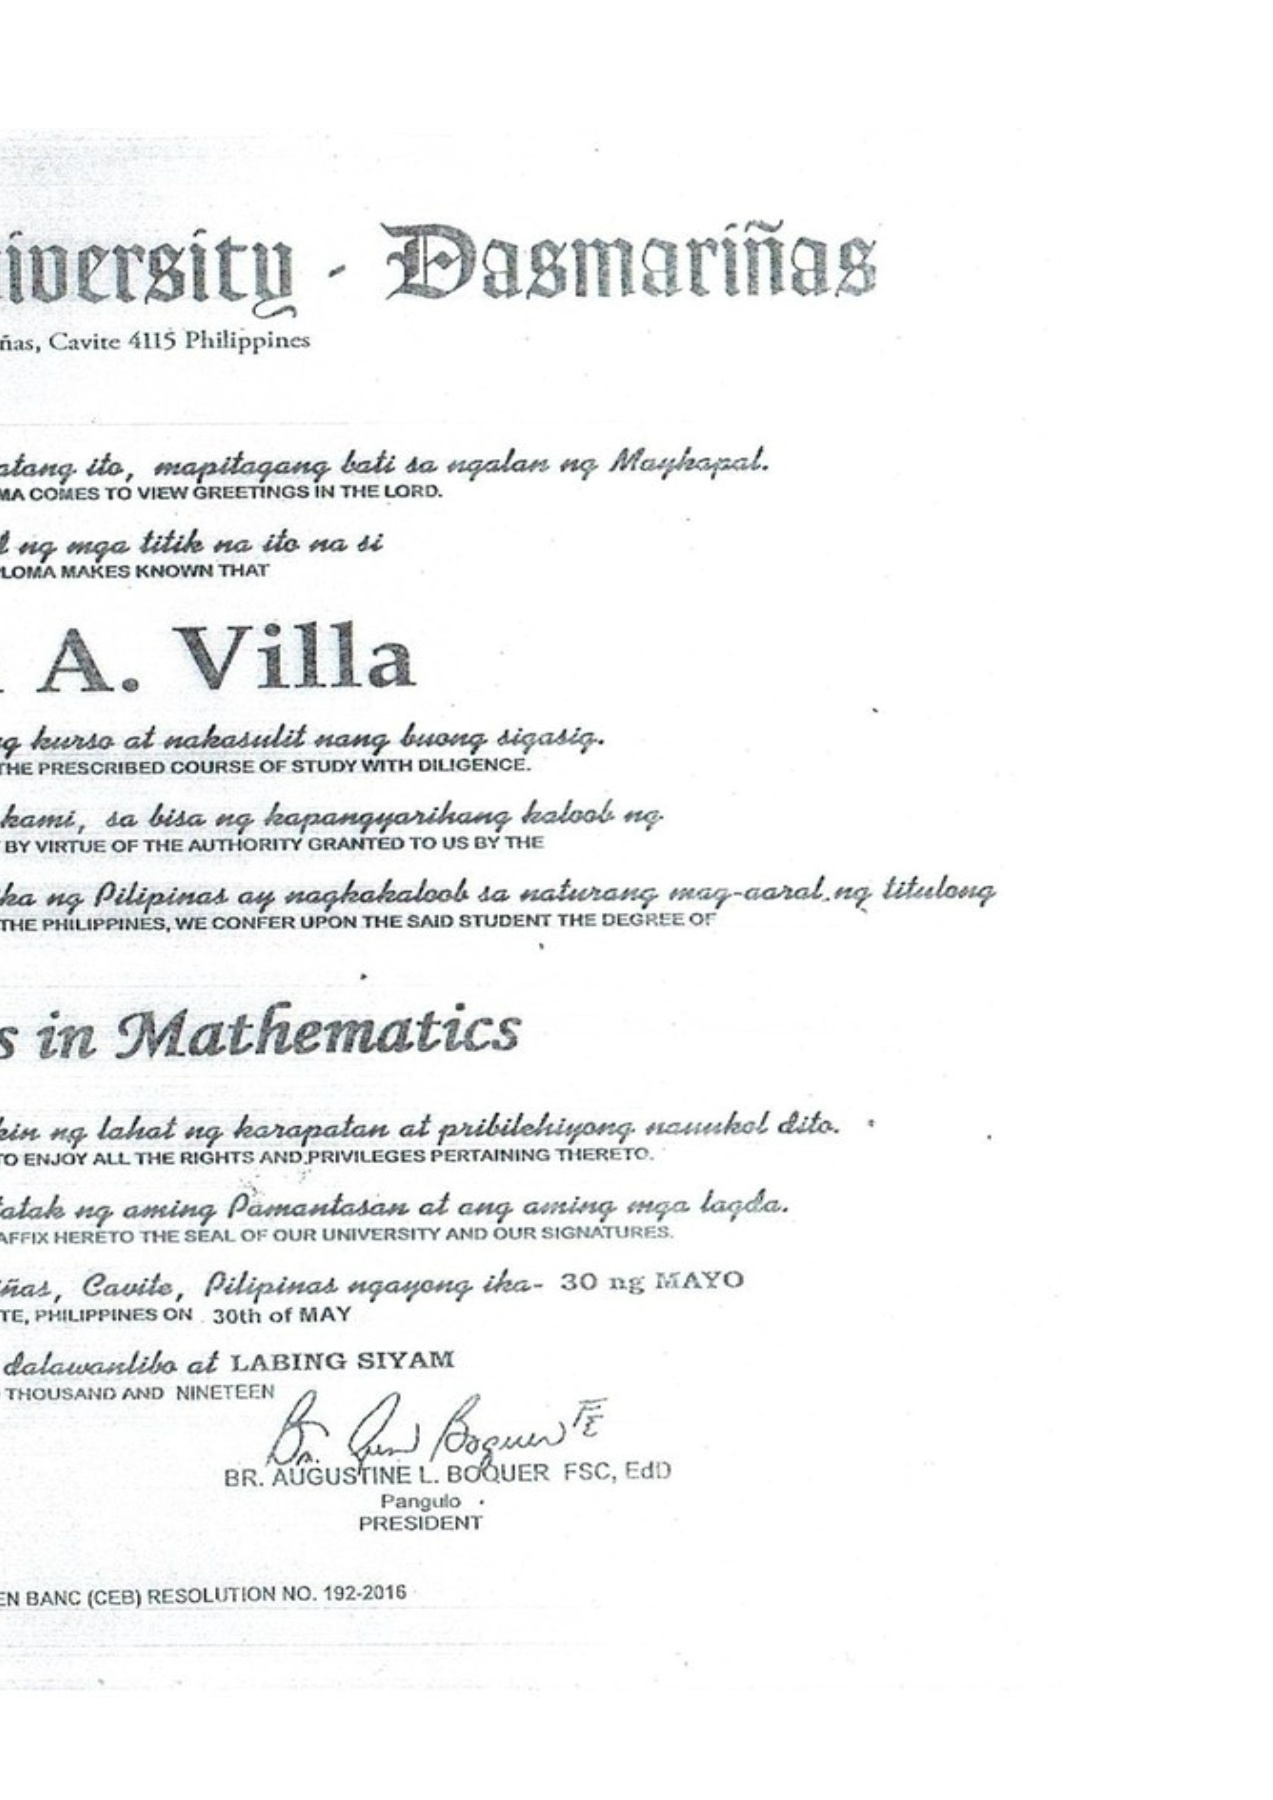 iversity - Dasmariñas
ñas, Cavite 4115 Philippines
atang ito, mapitagang bati sa ngalan ng Maykapal.
MA COMES TO VIEW GREETINGS IN THE LORD.
l ng mga titik na ito na si
LOMA MAKES KNOWN THAT
A. Villa
ng kurso at nakasulit nang buong sigasig.
THE PRESCRIBED COURSE OF STUDY WITH DILIGENCE.
kami, sa bisa ng kapangyarihang kaloob ng
BY VIRTUE OF THE AUTHORITY GRANTED TO US BY THE
ka ng Pilipinas ay nagkakaloob sa naturang mag-aaral ng titulong
THE PHILIPPINES, WE CONFER UPON THE SAID STUDENT THE DEGREE OF
s in Mathematics
kin ng lahat ng karapatan at pribilehiyong nauukol dito.
TO ENJOY ALL THE RIGHTS AND PRIVILEGES PERTAINING THERETO.
atak ng aming Pamantasan at ang aming mga lagda.
AFFIX HERETO THE SEAL OF OUR UNIVERSITY AND OUR SIGNATURES.
iñas, Cavite, Pilipinas ngayong ika- 30 ng MAYO
TE, PHILIPPINES ON 30th of MAY
dalawanlibo at LABING SIYAM
THOUSAND AND NINETEEN
BR. AUGUSTINE L. BOQUER FSC, EdD
Pangulo
PRESIDENT
EN BANC (CEB) RESOLUTION NO. 192-2016